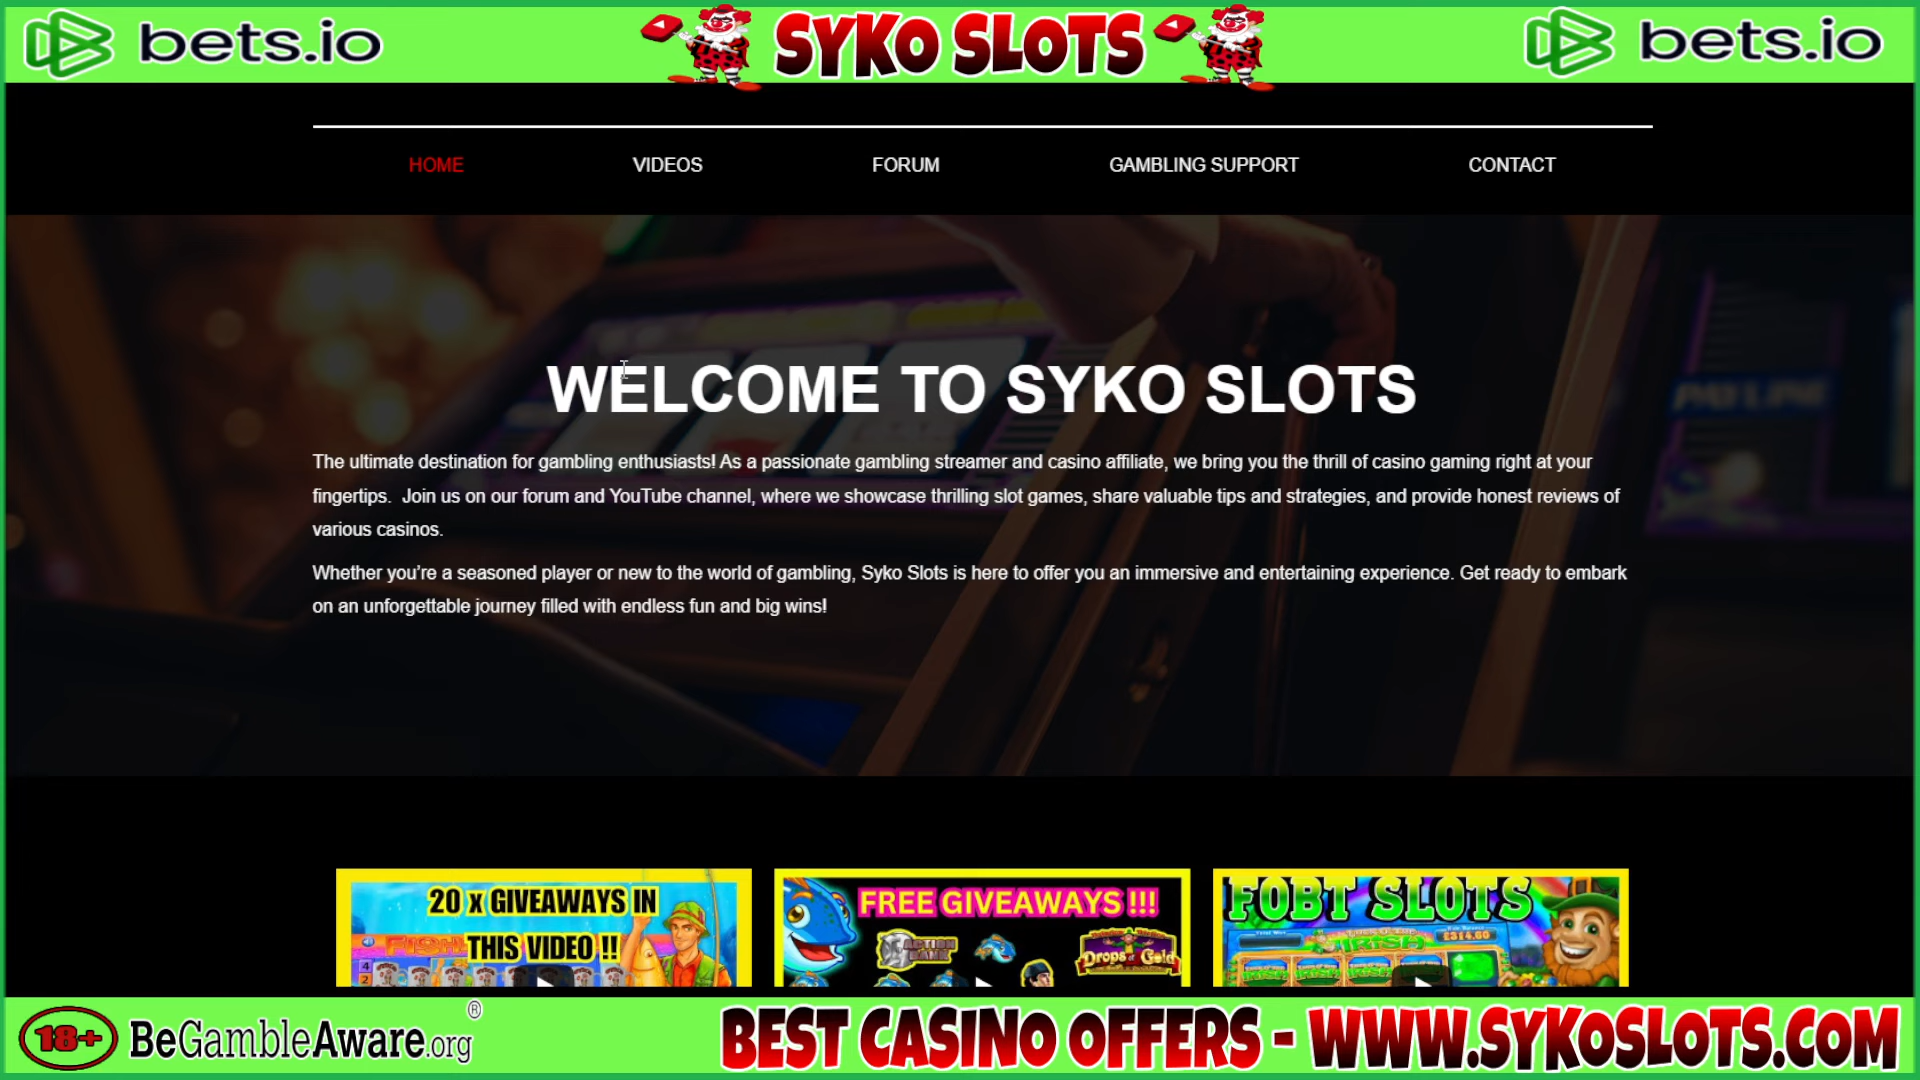 bets.io
SYKO SLOTS
bets.io
HOME
VIDEOS
FORUM
GAMBLING SUPPORT
CONTACT
WELCOME TO SYKO SLOTS
The ultimate destination for gambling enthusiasts! As a passionate gambling streamer and casino affiliate, we bring you the thrill of casino gaming right at your
fingertips. Join us on our forum and YouTube channel, where we showcase thrilling slot games, share valuable tips and strategies, and provide honest reviews of
various casinos.
Whether you're a seasoned player or new to the world of gambling, Syko Slots is here to offer you an immersive and entertaining experience. Get ready to embark
on an unforgettable journey filled with endless fun and big wins!
20 x GIVEAWAYS IN
THIS VIDEO !!
FREE GIVEAWAYS !!!
ACTION
BANK
Drops of Gold
FOBT SLOTS
IRISH
£314.60
18+
BeGambleAware.org®
BEST CASINO OFFERS - WWW.SYKOSLOTS.COM